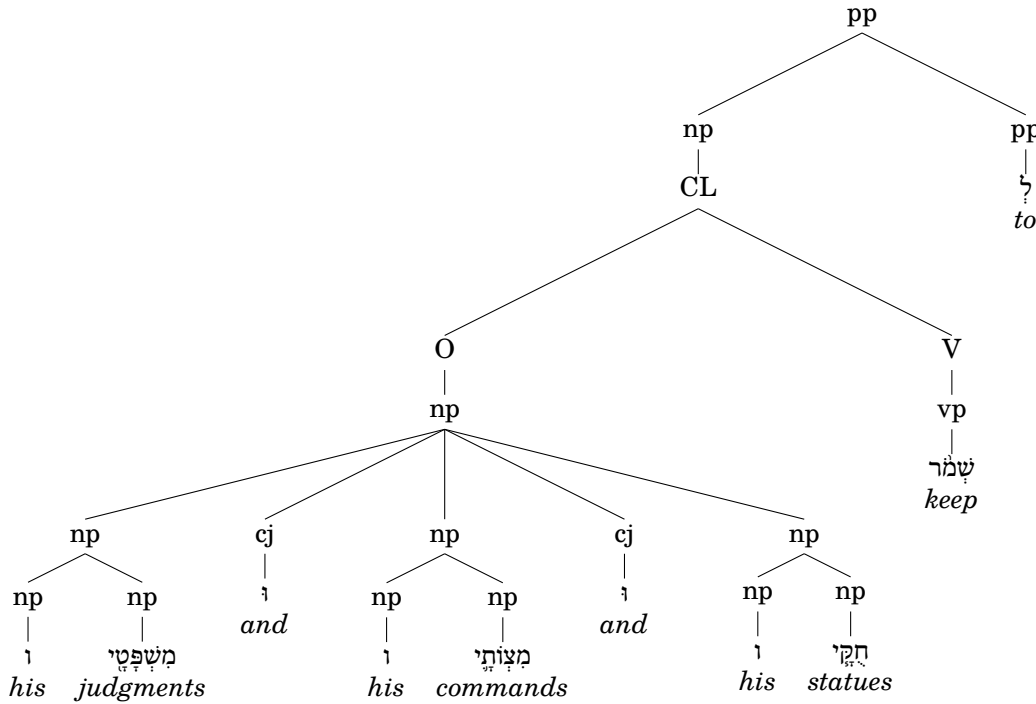 pp
np pp
CL לְ
to
O V
np vp
שְׁמֹ֨ר
keep
np cj np cj np
np np וּ np np וּ np np
and and
ו מִשְׁפָּטָ֖י ו מִצְוֺתָ֥י ו חֻקָּ֛י
his judgments his commands his statues